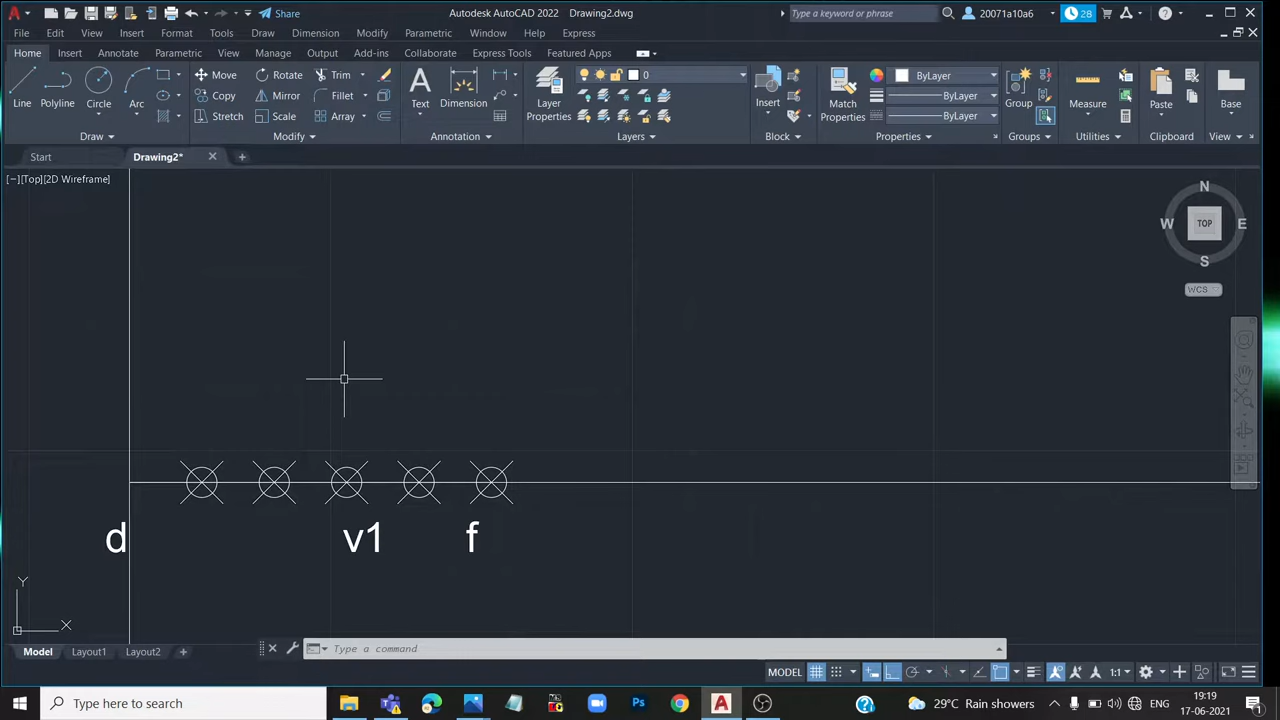 Share
Autodesk AutoCAD 2022 Drawing2.dwg
Type a keyword or phrase
20071a10a6
28
File Edit View Insert Format Tools Draw Dimension Modify Parametric Window Help Express
Home Insert Annotate Parametric View Manage Output Add-ins Collaborate Express Tools Featured Apps
Move Rotate Trim
0
ByLayer
Copy Mirror Fillet
ByLayer
Line Polyline Circle Arc
Text Dimension
Layer
Properties
Insert
Match
Properties
Group
Measure
Paste
Base
Stretch Scale Array
ByLayer
Draw Modify Annotation Layers Block Properties Groups Utilities Clipboard View
Start Drawing2*
[−][Top][2D Wireframe]
N
W TOP E
S
WCS
d v1 f
Y
X
Type a command
Model Layout1 Layout2
MODEL 1:1
Type here to search
29°C Rain showers
ENG
19:19
17-06-2021
1